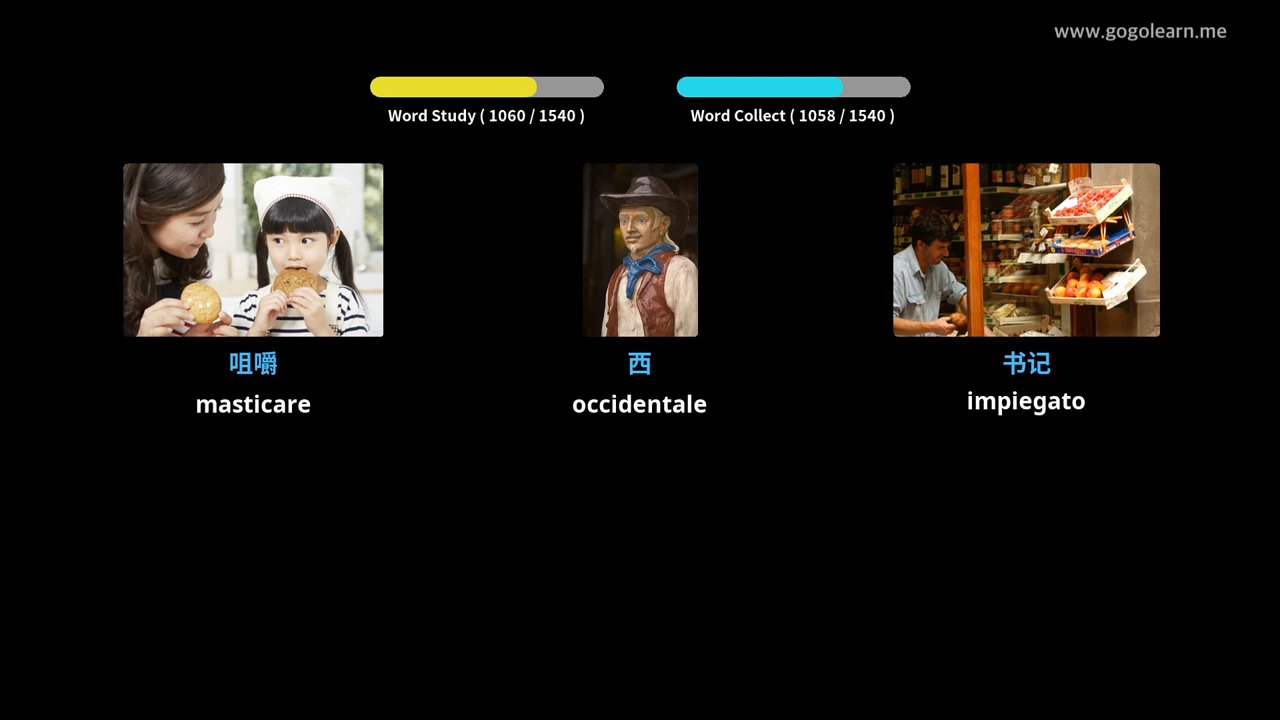 www.gogolearn.me
Word Study ( 1060 / 1540 )
Word Collect ( 1058 / 1540 )
咀嚼
masticare
西
occidentale
书记
impiegato